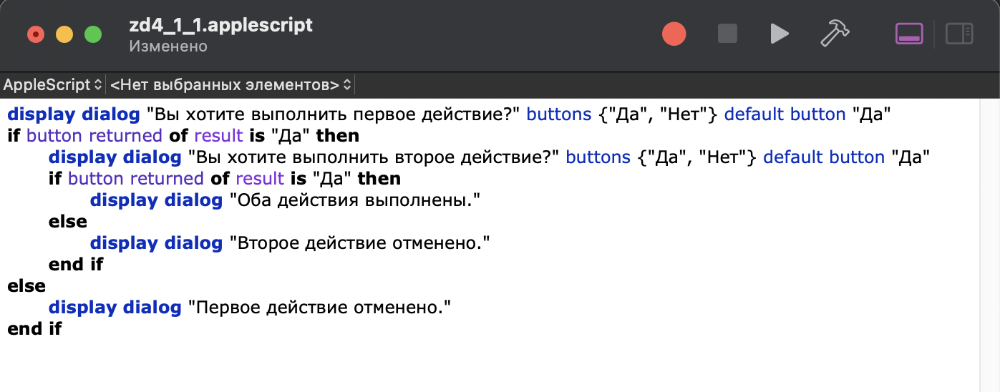 zd4_1_1.applescript
Изменено
AppleScript <Нет выбранных элементов>
display dialog "Вы хотите выполнить первое действие?" buttons {"Да", "Нет"} default button "Да"
if button returned of result is "Да" then
display dialog "Вы хотите выполнить второе действие?" buttons {"Да", "Нет"} default button "Да"
if button returned of result is "Да" then
display dialog "Оба действия выполнены."
else
display dialog "Второе действие отменено."
end if
else
display dialog "Первое действие отменено."
end if